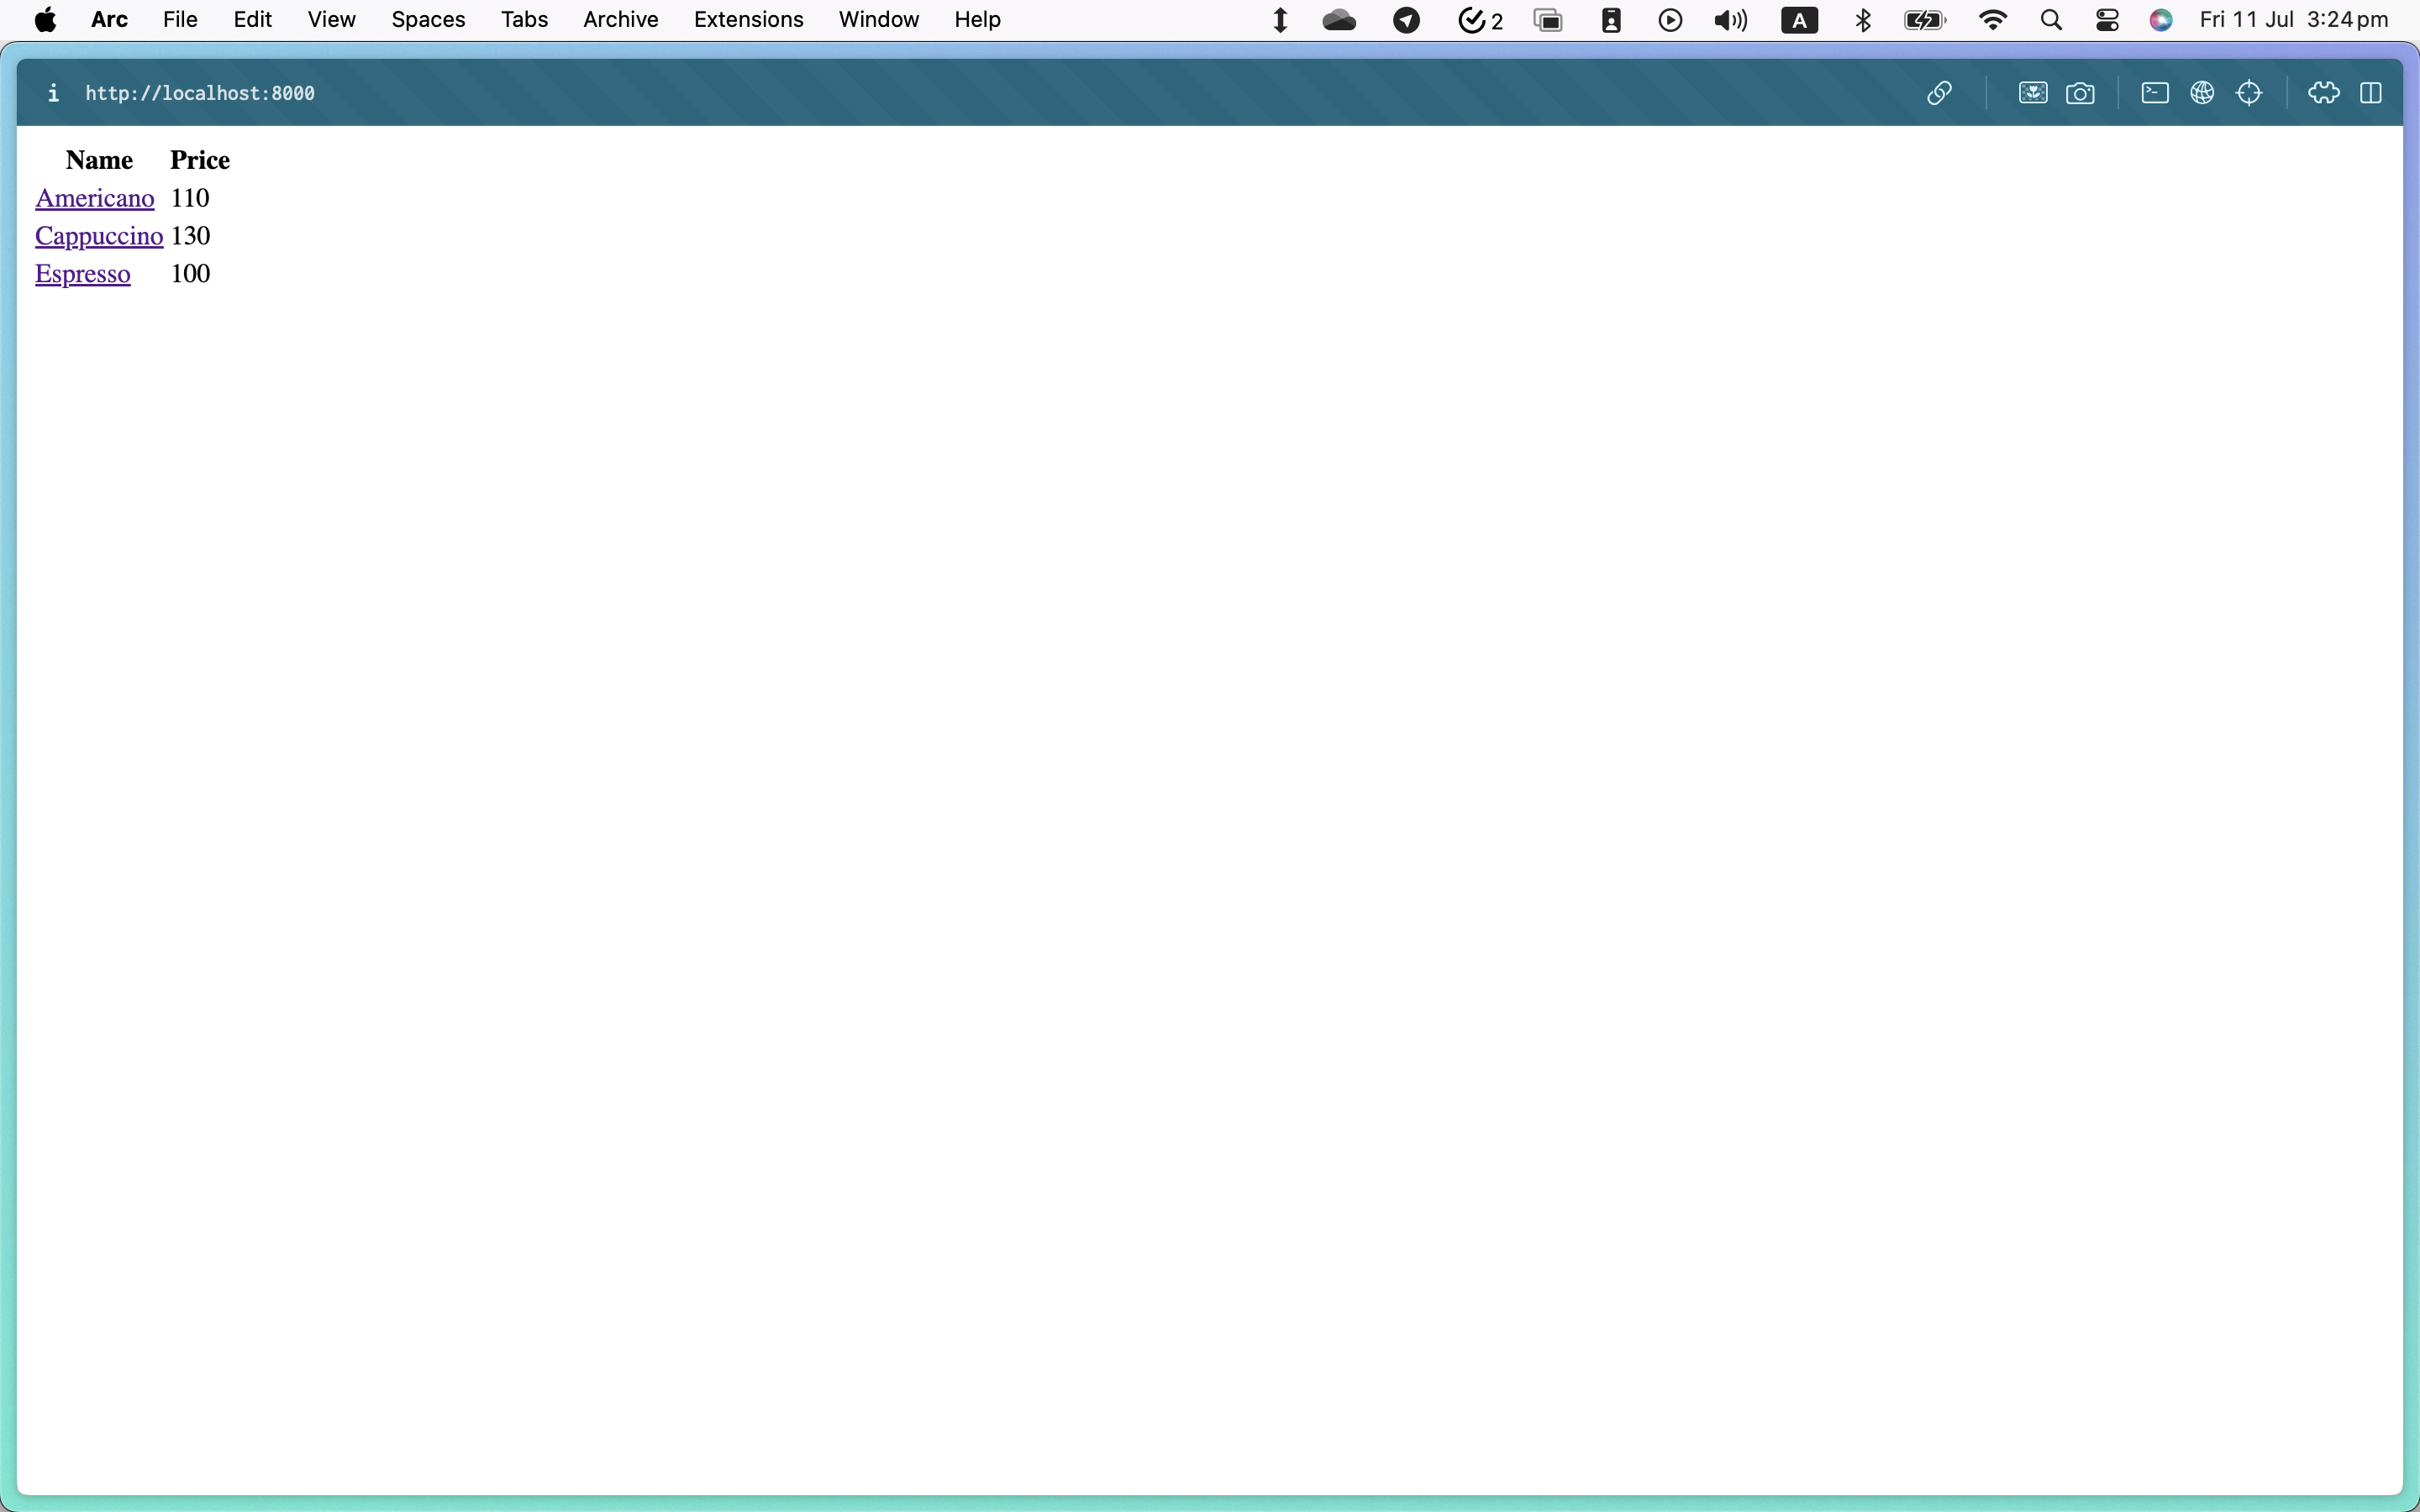 Arc File Edit View Spaces Tabs Archive Extensions Window Help 2 A Fri 11 Jul 3:24 pm
i http://localhost:8000
Name Price
Americano 110
Cappuccino 130
Espresso 100